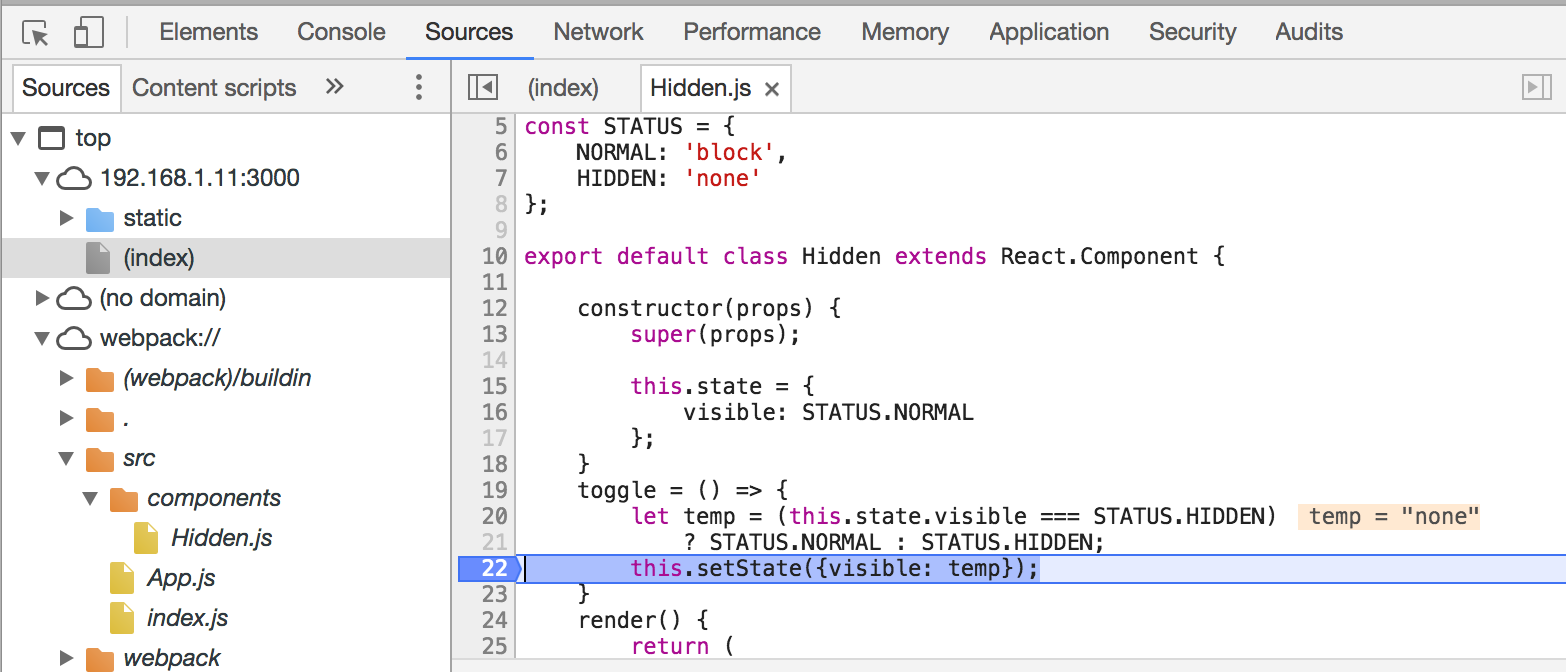 Elements Console Sources Network Performance Memory Application Security Audits
Sources Content scripts »
top
192.168.1.11:3000
static
(index)
(no domain)
webpack://
(webpack)/buildin
.
src
components
Hidden.js
App.js
index.js
webpack
(index) Hidden.js ×
5 const STATUS = {
6     NORMAL: 'block',
7     HIDDEN: 'none'
8 };
9
10 export default class Hidden extends React.Component {
11
12     constructor(props) {
13         super(props);
14
15         this.state = {
16             visible: STATUS.NORMAL
17         };
18     }
19     toggle = () => {
20         let temp = (this.state.visible === STATUS.HIDDEN) temp = "none"
21             ? STATUS.NORMAL : STATUS.HIDDEN;
22         this.setState({visible: temp});
23     }
24     render() {
25         return (